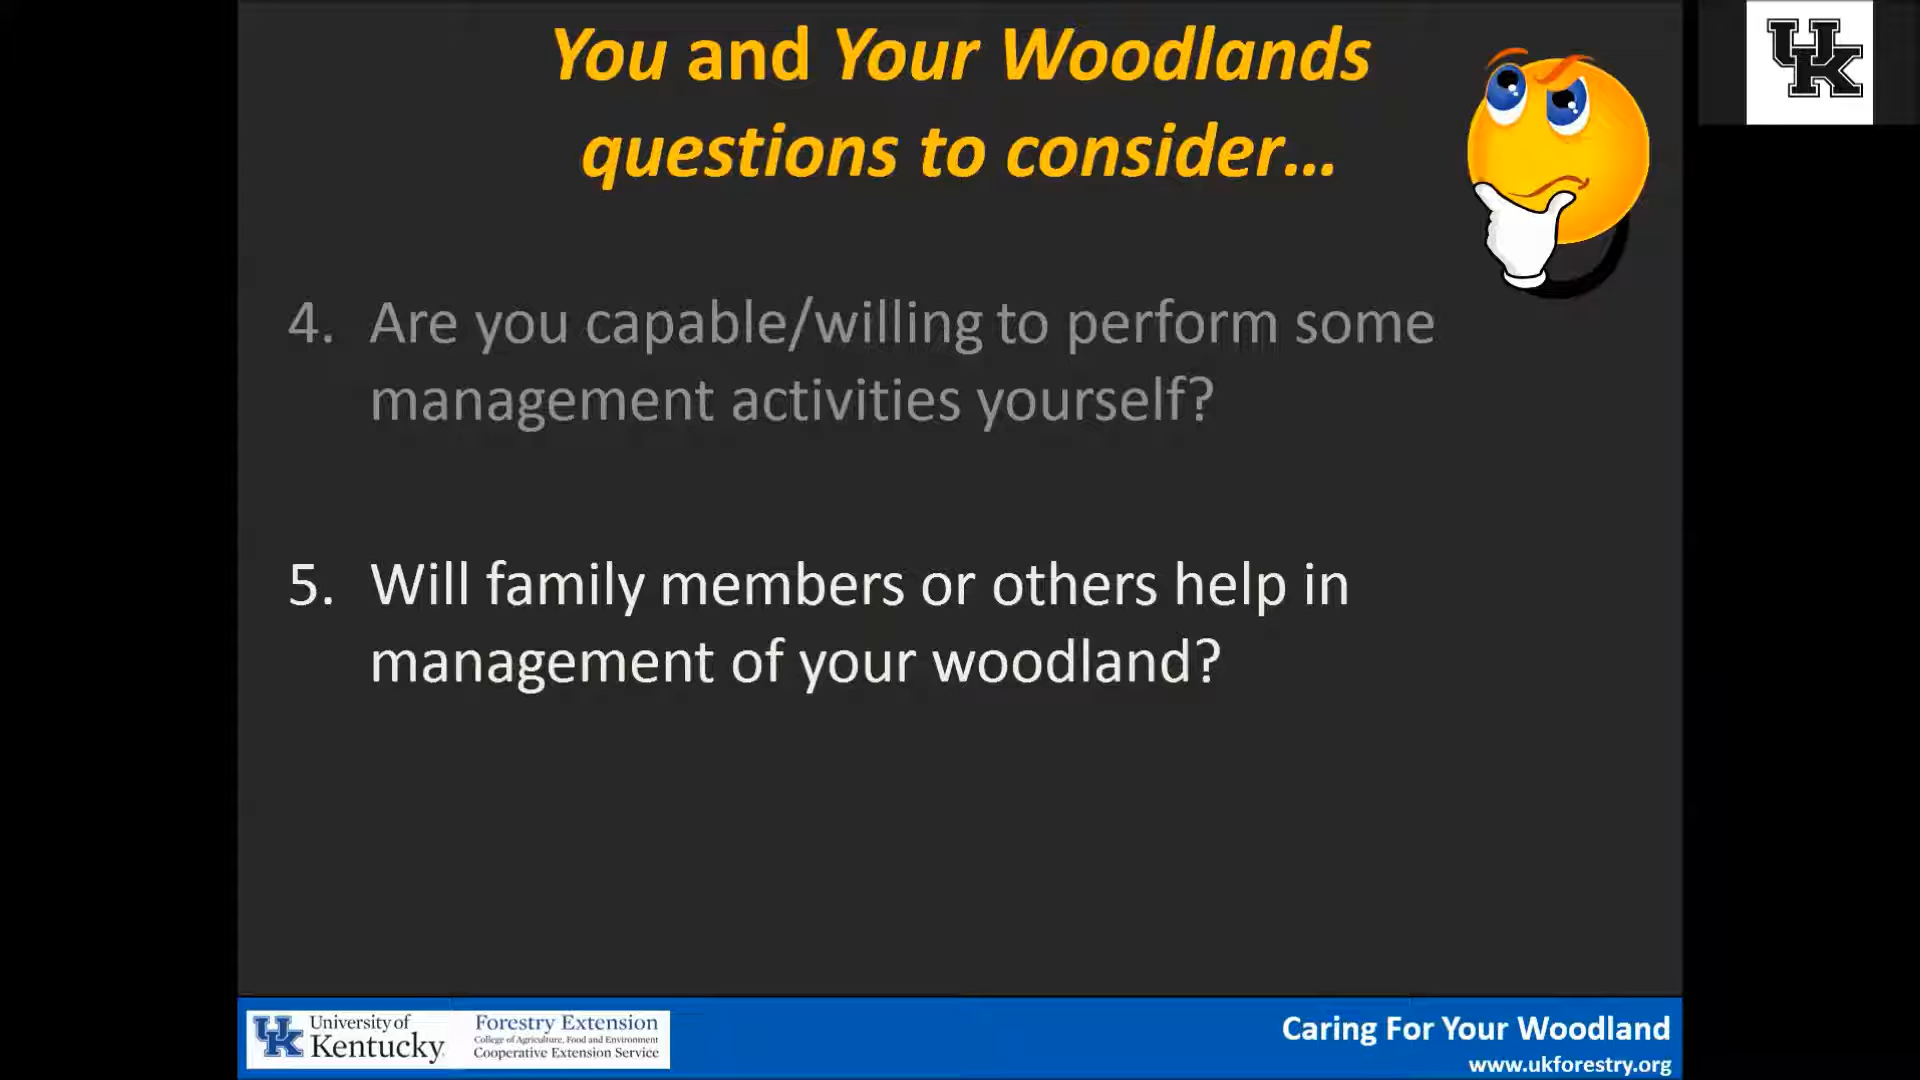 You and Your Woodlands
questions to consider...
UK
4. Are you capable/willing to perform some
management activities yourself?
5. Will family members or others help in
management of your woodland?
UK University of
Kentucky
Forestry Extension
College of Agriculture, Food and Environment
Cooperative Extension Service
Caring For Your Woodland
www.ukforestry.org